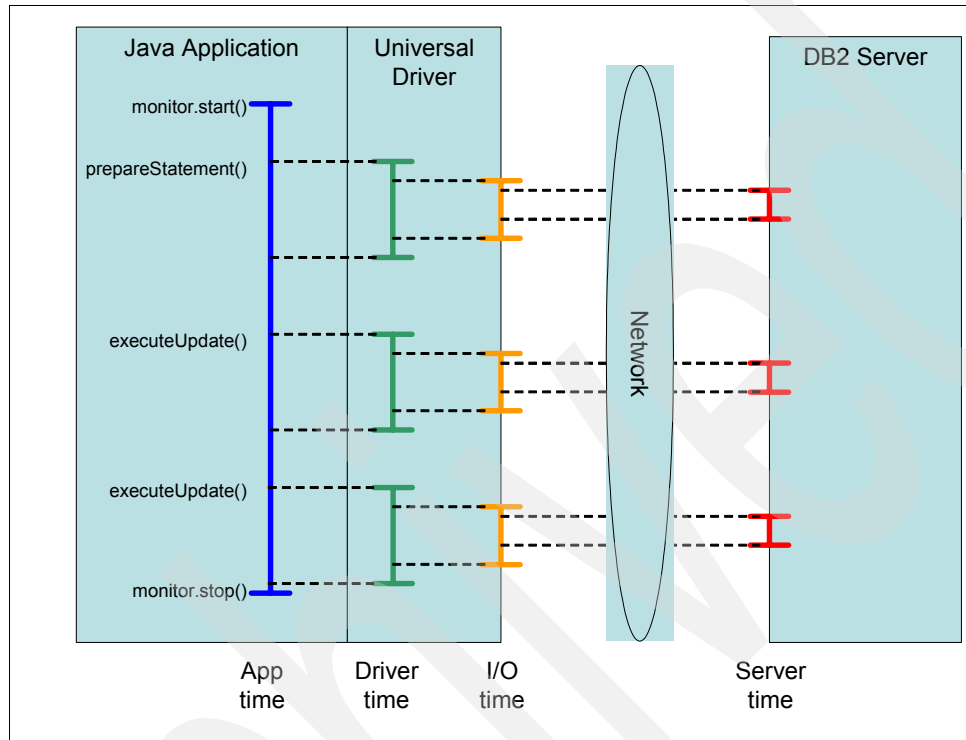 Java Application
Universal
Driver
DB2 Server
monitor.start()
prepareStatement()
executeUpdate()
Network
executeUpdate()
monitor.stop()
App
time
Driver
time
I/O
time
Server
time